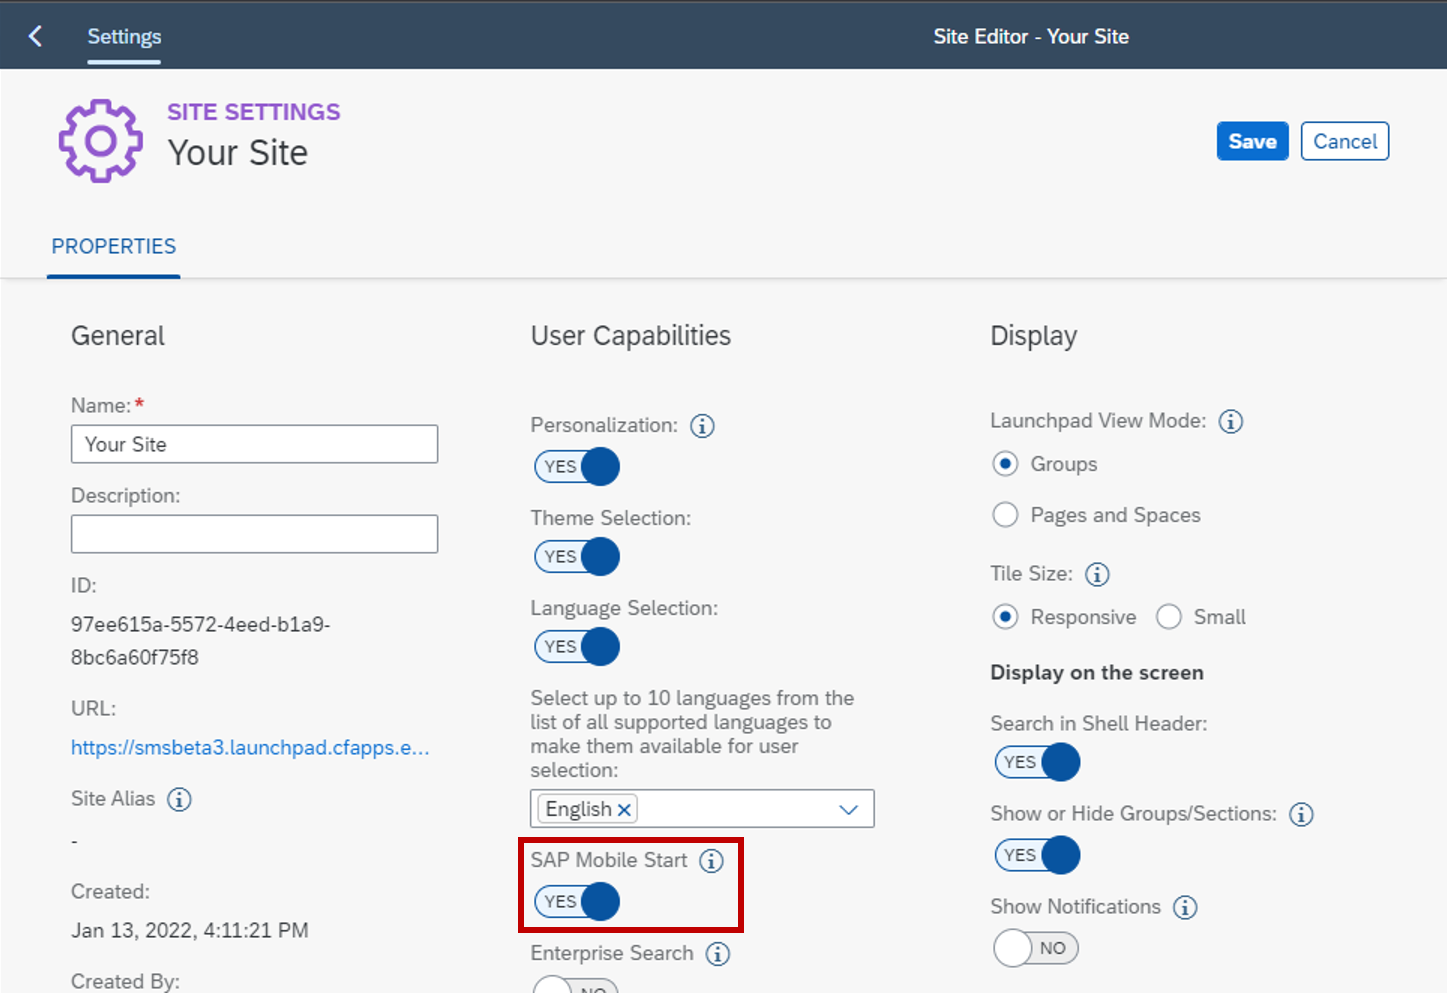 Settings
Site Editor - Your Site
SITE SETTINGS
Your Site
Save
Cancel
PROPERTIES
General
Name:*
Your Site
Description:
ID:
97ee615a-5572-4eed-b1a9-
8bc6a60f75f8
URL:
https://smsbeta3.launchpad.cfapps.e...
Site Alias
-
Created:
Jan 13, 2022, 4:11:21 PM
Created By:
User Capabilities
Personalization:
YES
Theme Selection:
YES
Language Selection:
YES
Select up to 10 languages from the
list of all supported languages to
make them available for user
selection:
English
SAP Mobile Start
YES
Enterprise Search
NO
Display
Launchpad View Mode:
Groups
Pages and Spaces
Tile Size:
Responsive
Small
Display on the screen
Search in Shell Header:
YES
Show or Hide Groups/Sections:
YES
Show Notifications
NO